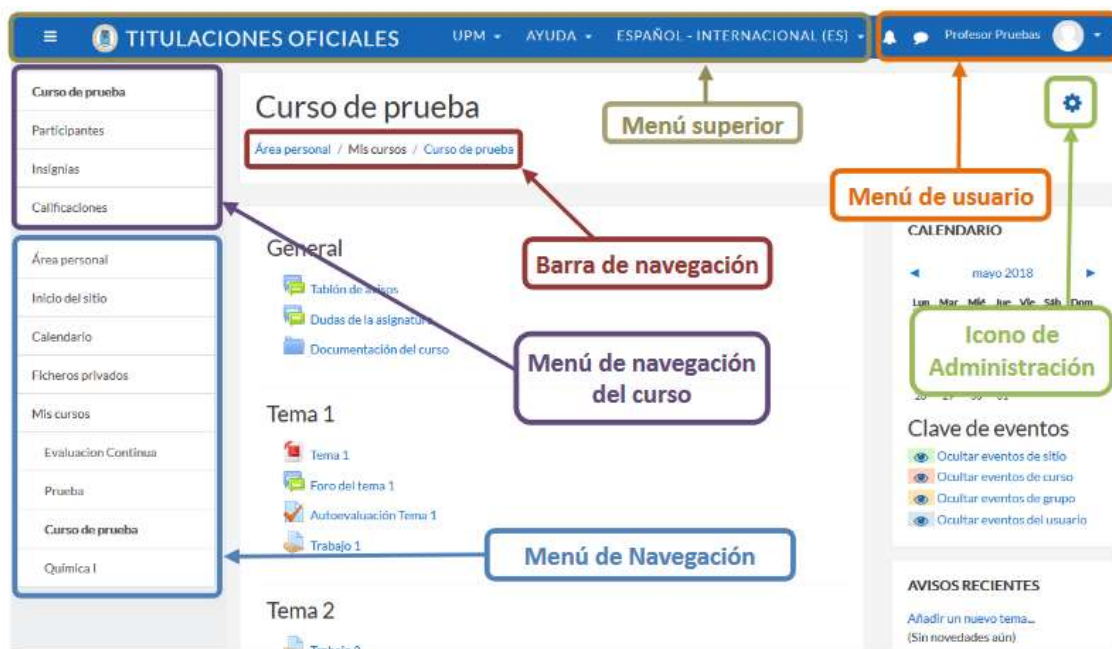 TITULACIONES OFICIALES UPM AYUDA ESPAÑOL - INTERNACIONAL (ES) Profesor Pruebas
Curso de prueba
Participantes
Insignias
Calificaciones
Área personal
Inicio del sitio
Calendario
Ficheros privados
Mis cursos
Evaluacion Continua
Prueba
Curso de prueba
Química I
Curso de prueba
Área personal / Mis cursos / Curso de prueba
Menú superior
Menú de usuario
Barra de navegación
Icono de
Administración
Menú de navegación
del curso
Menú de Navegación
General
Tablón de avisos
Dudas de la asignatura
Documentación del curso
Tema 1
Tema 1
Foro del tema 1
Autoevaluación Tema 1
Trabajo 1
Tema 2
CALENDARIO
mayo 2018
Lun Mar Mié Jue Vie Sáb Dom
Clave de eventos
Ocultar eventos de sitio
Ocultar eventos de curso
Ocultar eventos de grupo
Ocultar eventos del usuario
AVISOS RECIENTES
Añadir un nuevo tema...
(Sin novedades aún)